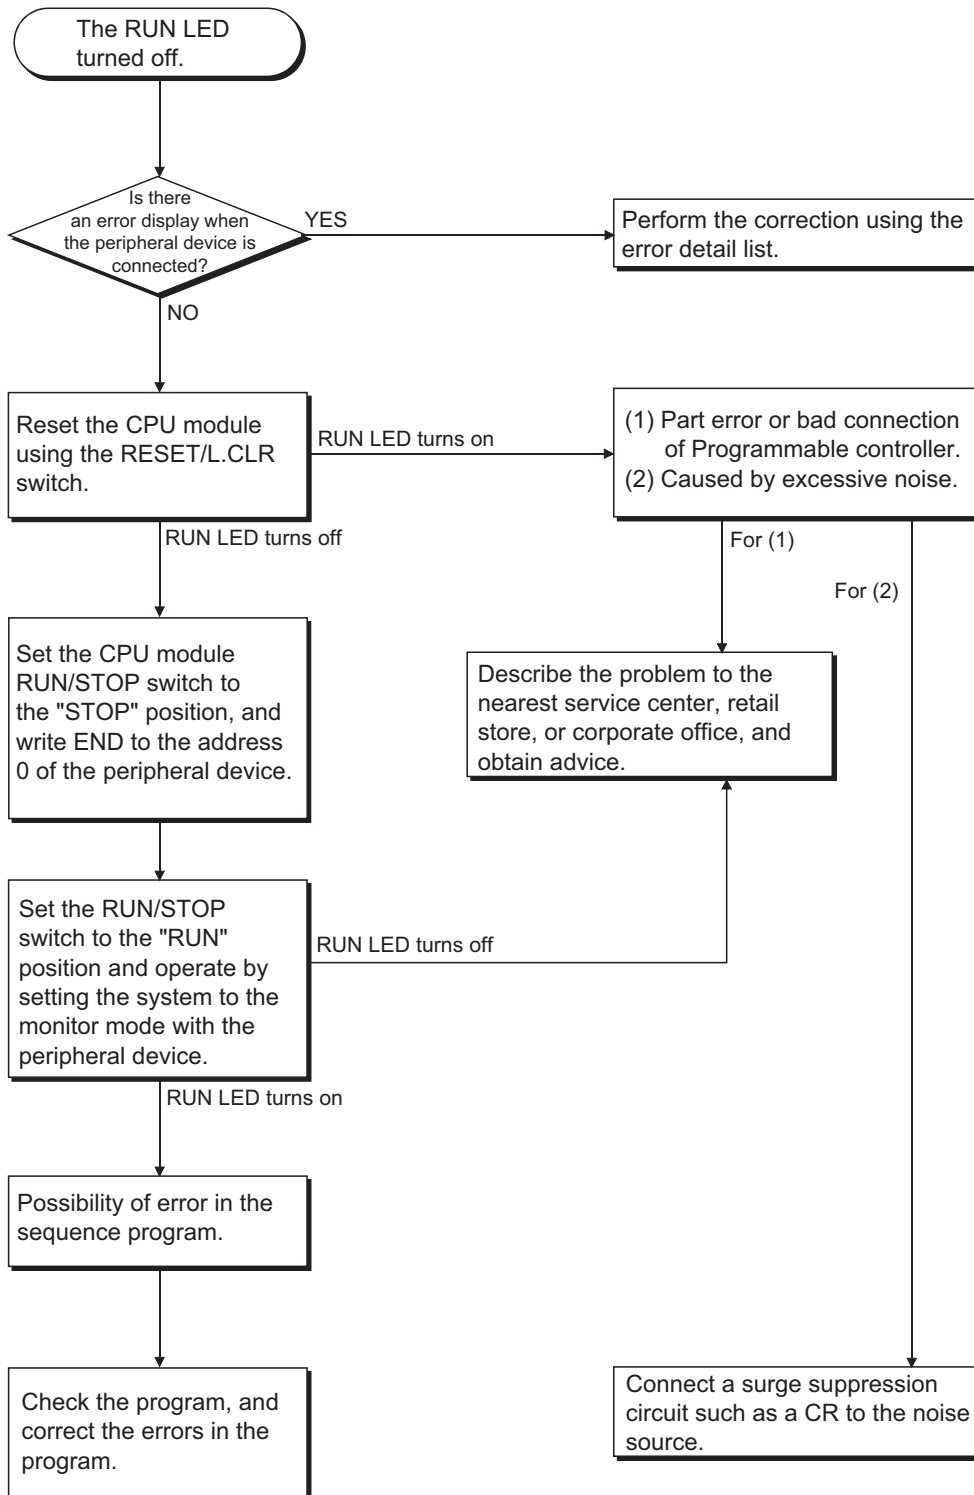 The RUN LED
turned off.
Is there
an error display when
the peripheral device is
connected?
YES
Perform the correction using the
error detail list.
NO
Reset the CPU module
using the RESET/L.CLR
switch.
RUN LED turns on
(1) Part error or bad connection
of Programmable controller.
(2) Caused by excessive noise.
RUN LED turns off
For (1)
For (2)
Set the CPU module
RUN/STOP switch to
the "STOP" position, and
write END to the address
0 of the peripheral device.
Describe the problem to the
nearest service center, retail
store, or corporate office, and
obtain advice.
Set the RUN/STOP
switch to the "RUN"
position and operate by
setting the system to the
monitor mode with the
peripheral device.
RUN LED turns off
RUN LED turns on
Possibility of error in the
sequence program.
Check the program, and
correct the errors in the
program.
Connect a surge suppression
circuit such as a CR to the noise
source.